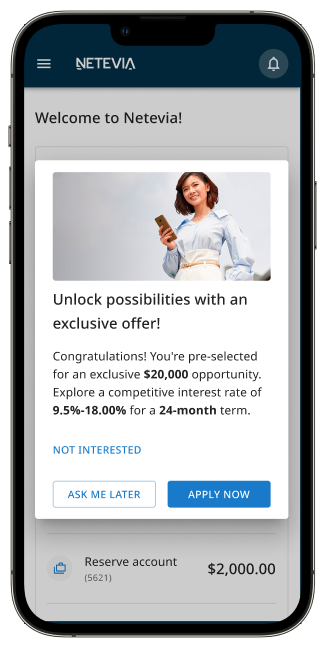 NETEVIA
Welcome to Netevia!
Unlock possibilities with an
exclusive offer!
Congratulations! You're pre-selected
for an exclusive $20,000 opportunity.
Explore a competitive interest rate of
9.5%-18.00% for a 24-month term.
NOT INTERESTED
ASK ME LATER
APPLY NOW
Reserve account
$2,000.00
(5621)